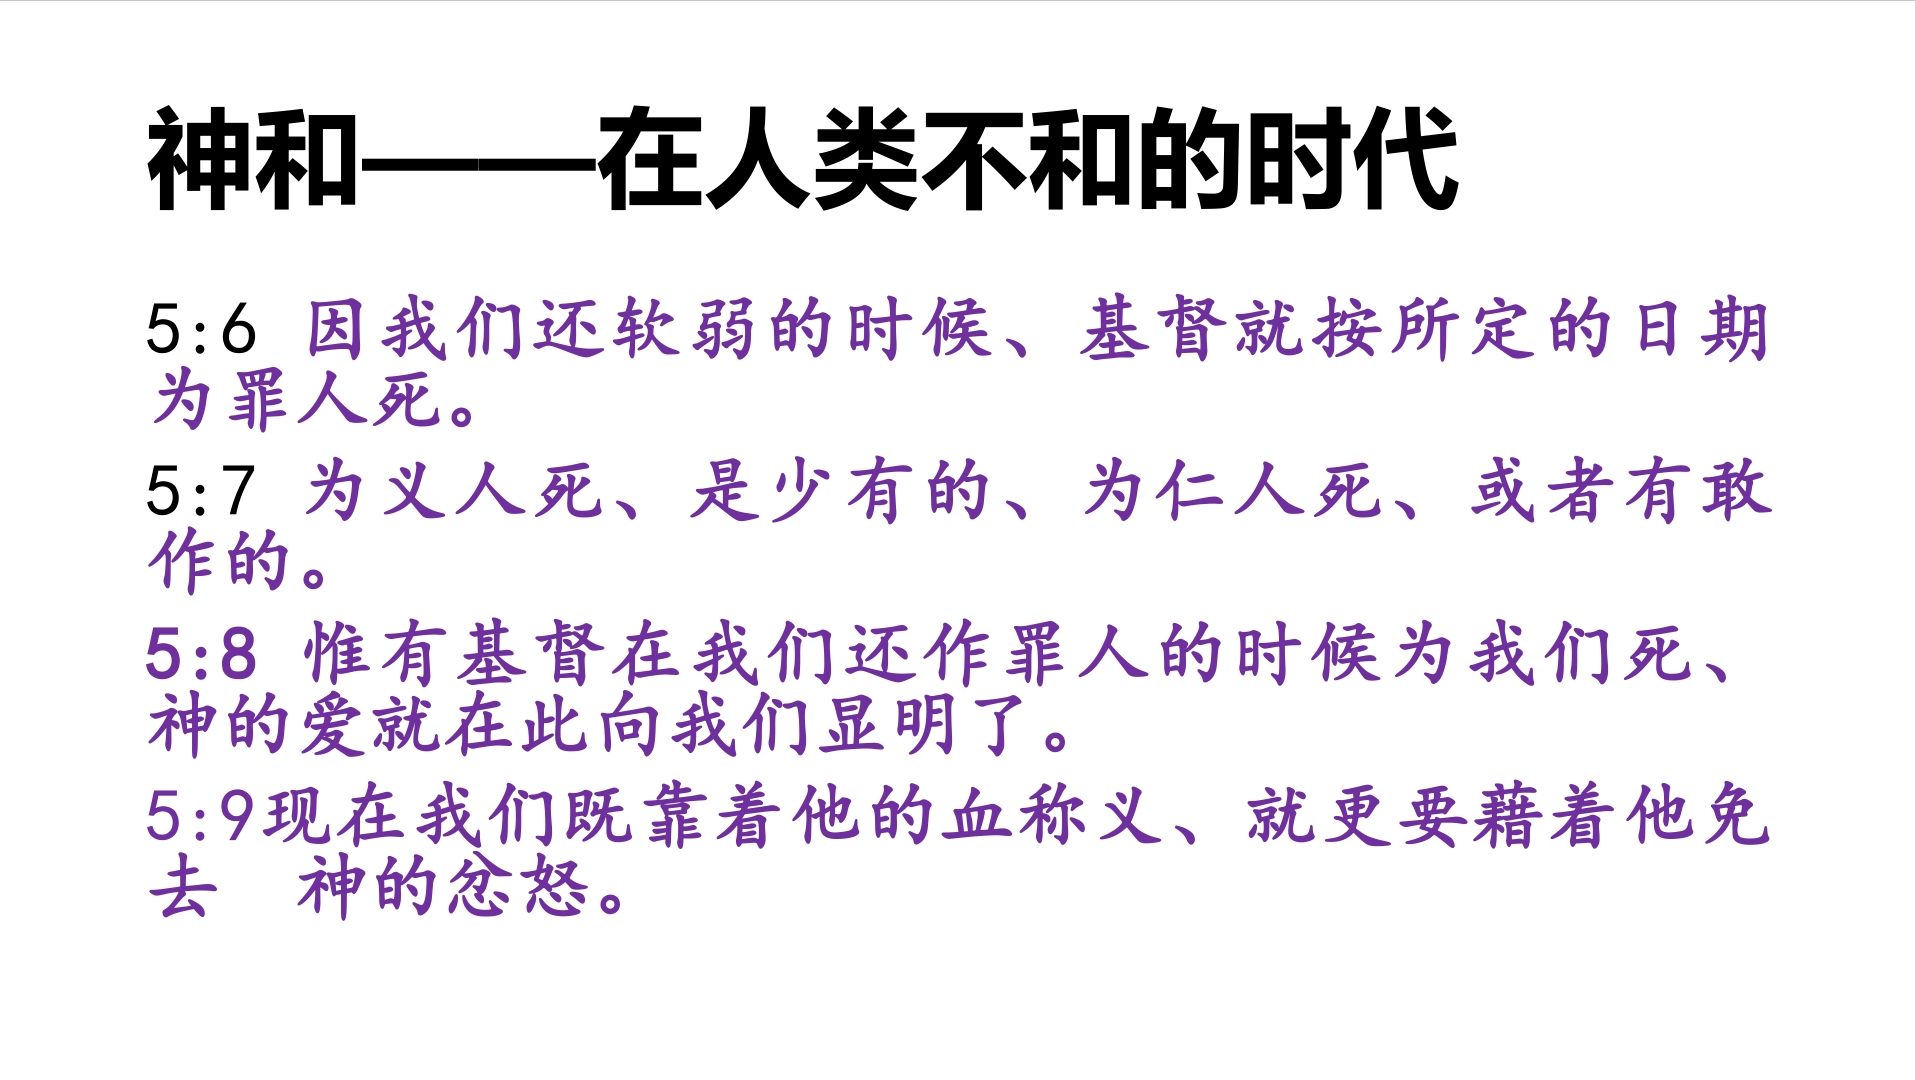 神和——在人类不和的时代
5:6 因我们还软弱的时候、基督就按所定的日期
为罪人死。
5:7 为义人死、是少有的、为仁人死、或者有敢
作的。
5:8 惟有基督在我们还作罪人的时候为我们死、
神的爱就在此向我们显明了。
5:9现在我们既靠着他的血称义、就更要藉着他免
去　神的忿怒。